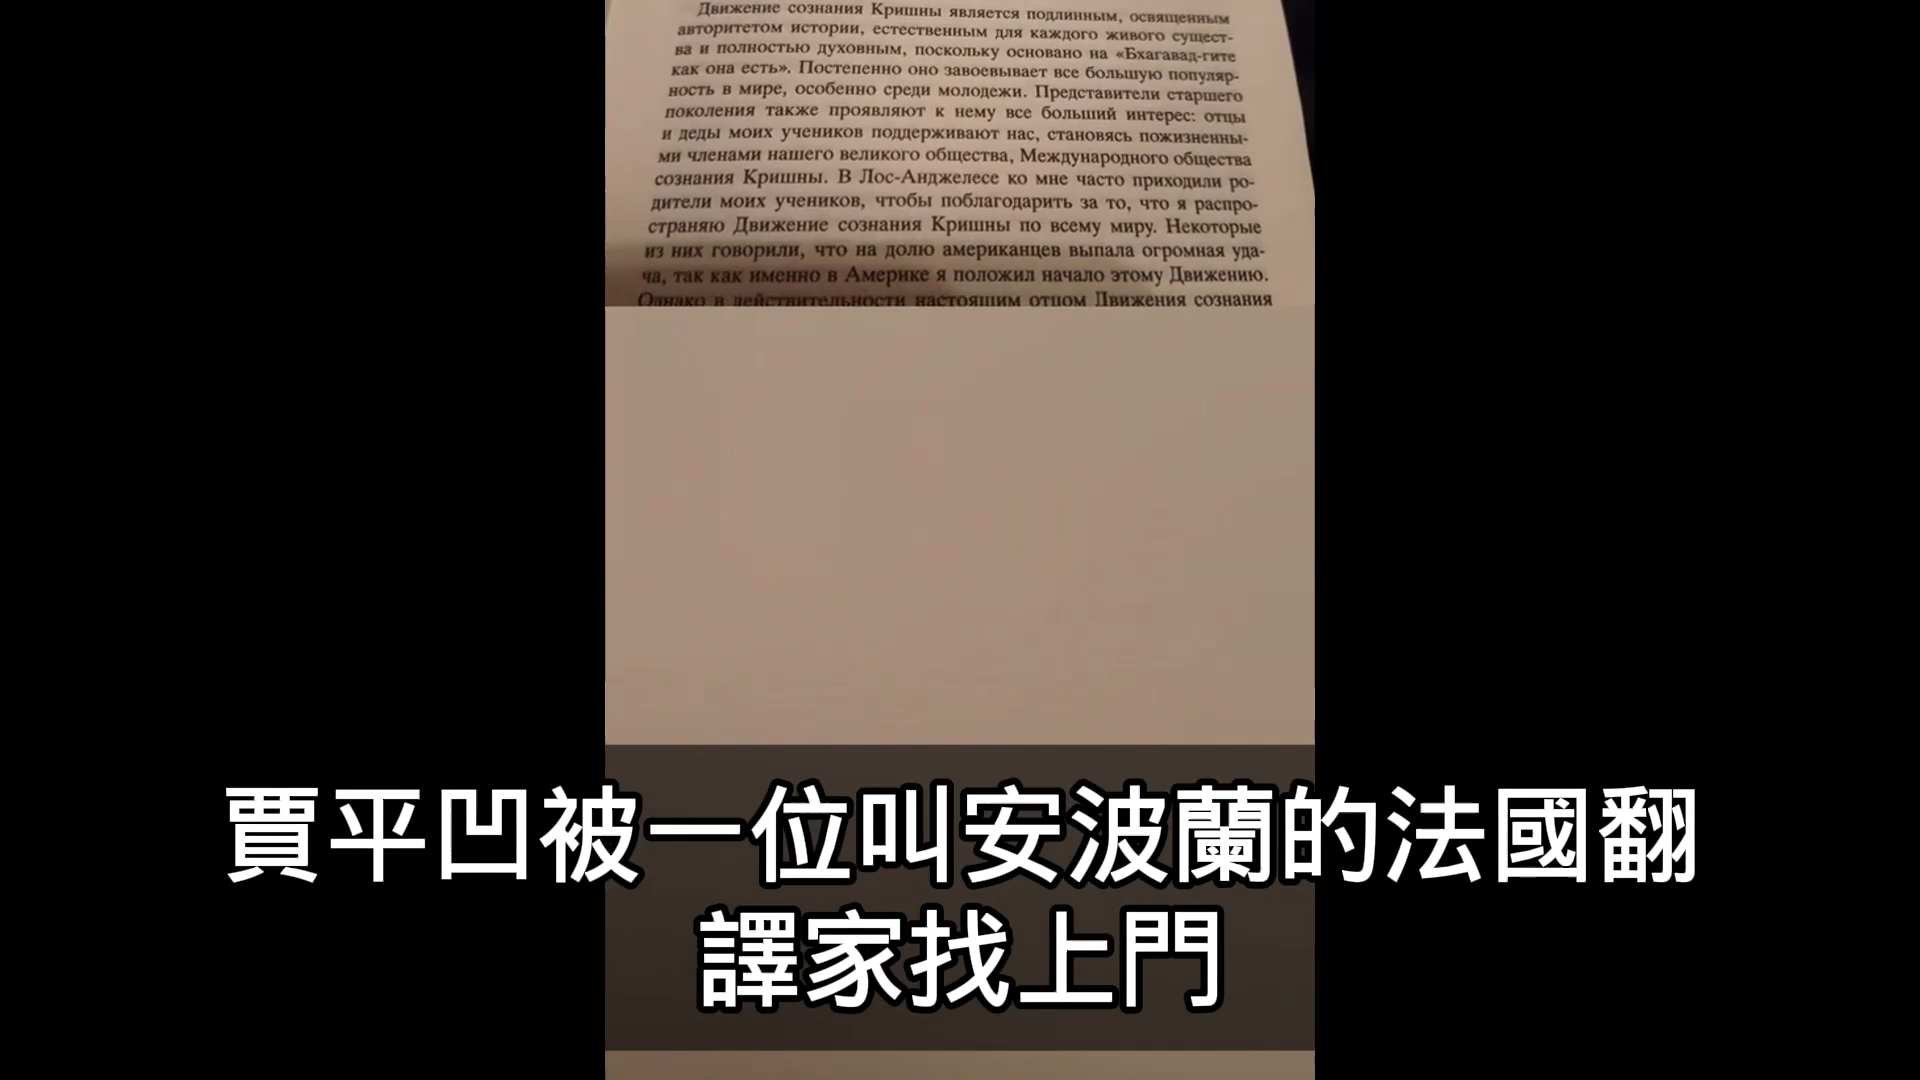 Движение сознания Кришны является подлинным, освященным
авторитетом истории, естественным для каждого живого сущест-
ва и полностью духовным, поскольку основано на «Бхагавад-гите
как она есть». Постепенно оно завоевывает все большую популяр-
ность в мире, особенно среди молодежи. Представители старшего
поколения также проявляют к нему все больший интерес: отцы
и деды моих учеников поддерживают нас, становясь пожизненны-
ми членами нашего великого общества, Международного общества
сознания Кришны. В Лос-Анджелесе ко мне часто приходили ро-
дители моих учеников, чтобы поблагодарить за то, что я распро-
страняю Движение сознания Кришны по всему миру. Некоторые
из них говорили, что на долю американцев выпала огромная уда-
ча, так как именно в Америке я положил начало этому Движению.
Однако в действительности настоящим отцом Движения сознания
賈平凹被一位叫安波蘭的法國翻
譯家找上門